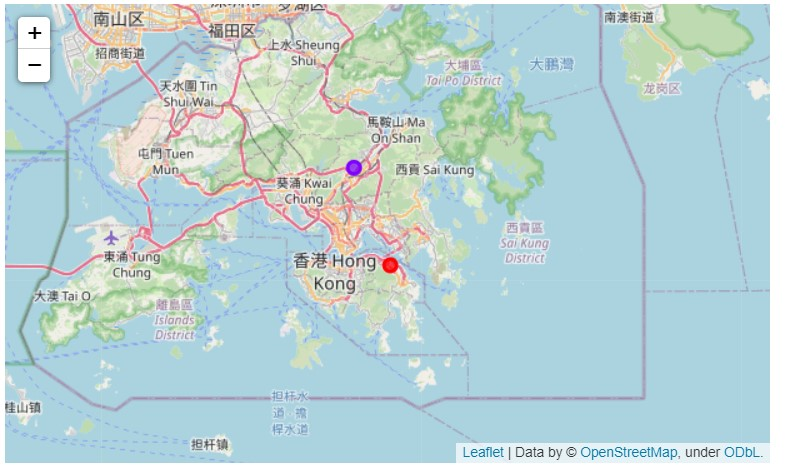 南山区
福田区
招商街道
上水 Sheung
Shui
南澳街道
大埔區
Tai Po District
大鵬灣
龙岗区
天水圍 Tin
Shui Wai
馬鞍山 Ma
On Shan
屯門 Tuen
Mun
葵涌 Kwai
Chung
西貢 Sai Kung
西貢區
Sai Kung
District
東涌 Tung
Chung
香港 Hong
Kong
大澳 Tai O
離島區
Islands
District
担杆水
道 · 擔
桿水道
桂山镇
担杆镇
+
−
Leaflet | Data by © OpenStreetMap, under ODbL.